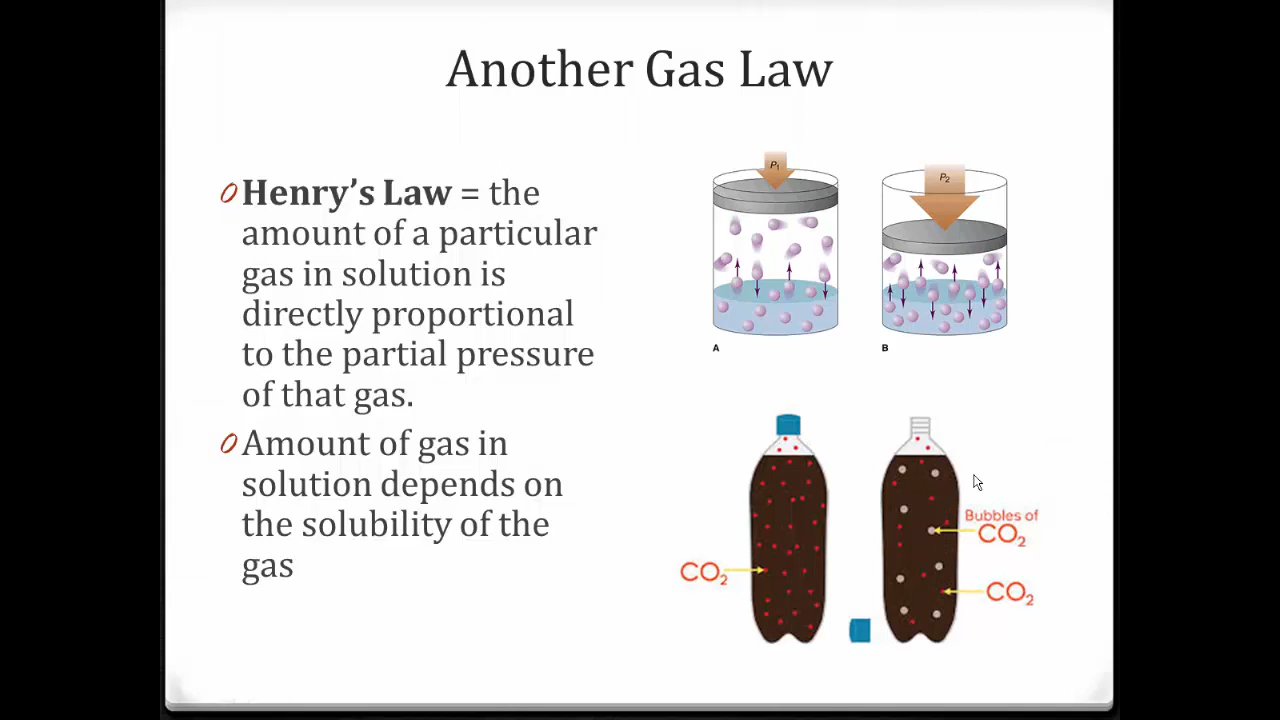 Another Gas Law
Henry's Law = the
amount of a particular
gas in solution is
directly proportional
to the partial pressure
of that gas.
Amount of gas in
solution depends on
the solubility of the
gas
P₁
P₂
A
B
CO₂
Bubbles of
CO₂
CO₂